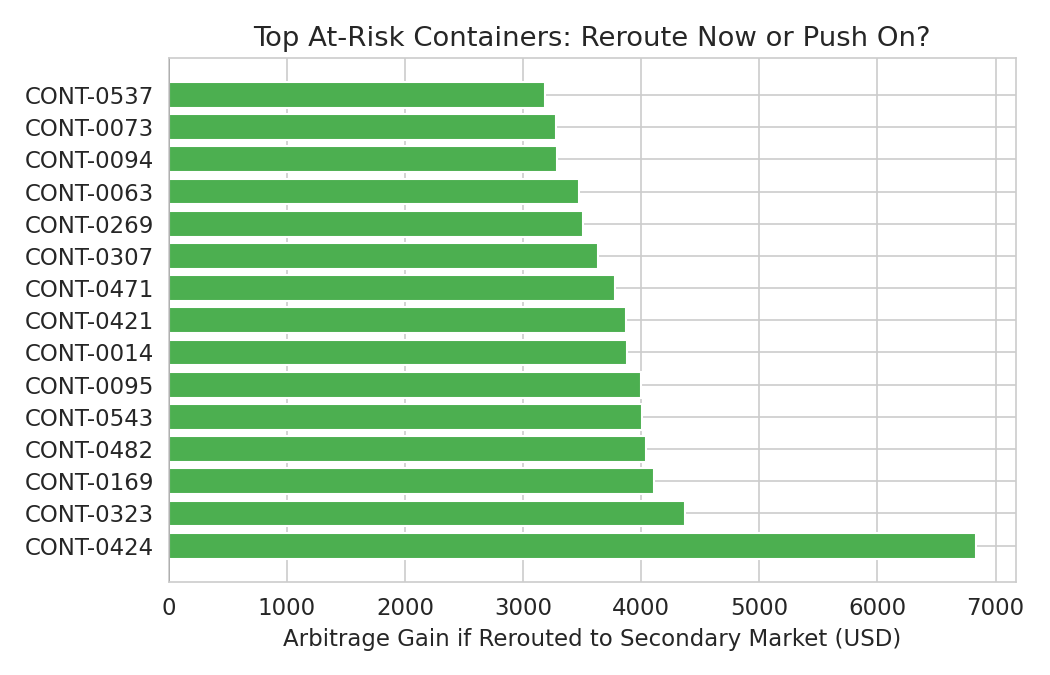 Top At-Risk Containers: Reroute Now or Push On?
CONT-0537
CONT-0073
CONT-0094
CONT-0063
CONT-0269
CONT-0307
CONT-0471
CONT-0421
CONT-0014
CONT-0095
CONT-0543
CONT-0482
CONT-0169
CONT-0323
CONT-0424
0 1000 2000 3000 4000 5000 6000 7000
Arbitrage Gain if Rerouted to Secondary Market (USD)